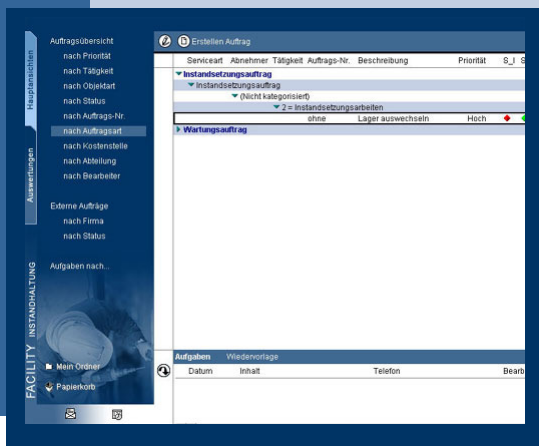 Auftragsübersicht
nach Priorität
nach Tätigkeit
nach Objektart
nach Status
nach Auftrags-Nr.
nach Auftragsart
nach Kostenstelle
nach Abteilung
nach Bearbeiter
Externe Aufträge
nach Firma
nach Status
Aufgaben nach...
Mein Ordner
Papierkorb
Hauptansichten
Auswertungen
FACILITY INSTANDHALTUNG
Erstellen Auftrag
Serviceart Abnehmer Tätigkeit Auftrags-Nr. Beschreibung Priorität S_I S
Instandsetzungsauftrag
Instandsetzungsauftrag
(Nicht kategorisiert)
2 = Instandsetzungsarbeiten
ohne Lager auswechseln Hoch
Wartungsauftrag
Aufgaben Wiedervorlage
Datum Inhalt Telefon Bearb